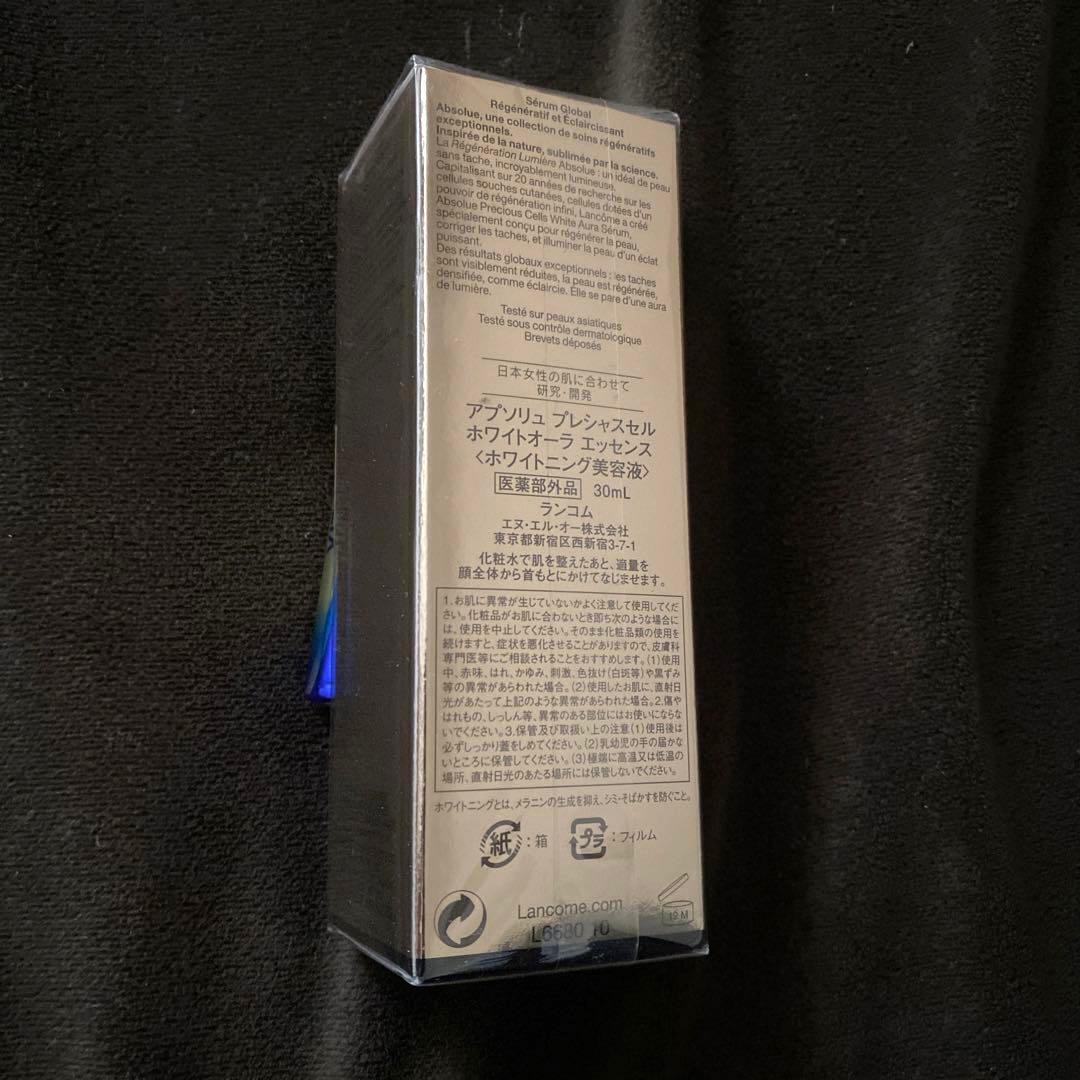 Sérum Global
Régénératif et Éclaircissant
Absolue, une collection de soins régénératifs
exceptionnels.
Inspirée de la nature, sublimée par la science.
La Régénération Lumière Absolue : un idéal de peau
sans tache, incroyablement lumineuse.
Capitalisant sur 20 années de recherche sur les
cellules souches cutanées, cellules dotées d'un
pouvoir de régénération infini, Lancôme a créé
Absolue Precious Cells White Aura Sérum,
spécialement conçu pour régénérer la peau,
corriger les taches, et illuminer la peau d'un éclat
puissant.
Des résultats globaux exceptionnels : les taches
sont visiblement réduites, la peau est régénérée,
densifiée, comme éclaircie. Elle se pare d'une aura
de lumière.
Testé sur peaux asiatiques
Testé sous contrôle dermatologique
Brevets déposés
日本女性の肌に合わせて
研究・開発
アプソリュ プレシャスセル
ホワイトオーラ エッセンス
〈ホワイトニング美容液〉
医薬部外品 30mL
ランコム
エヌ・エル・オー株式会社
東京都新宿区西新宿3-7-1
化粧水で肌を整えたあと、適量を
顔全体から首もとにかけてなじませます。
1.お肌に異常が生じていないかよく注意して使用してくだ
さい。化粧品がお肌に合わないとき即ち次のような場合に
は、使用を中止してください。そのまま化粧品類の使用を
続けますと、症状を悪化させることがありますので、皮膚科
専門医等にご相談されることをおすすめします。(1)使用
中、赤味、はれ、かゆみ、刺激、色抜け(白斑等)や黒ずみ
等の異常があらわれた場合。(2)使用したお肌に、直射日
光があたって上記のような異常があらわれた場合。2.傷や
はれもの、しっしん等、異常のある部位にはお使いにならな
いでください。3.保管及び取扱い上の注意(1)使用後は
必ずしっかり蓋をしめてください。(2)乳幼児の手の届かな
いところに保管してください。(3)極端に高温又は低温の
場所、直射日光のあたる場所には保管しないでください。
ホワイトニングとは、メラニンの生成を抑え、シミ・そばかすを防ぐこと。
紙 : 箱 プラ : フィルム
Lancome.com
12 M
L6680 10